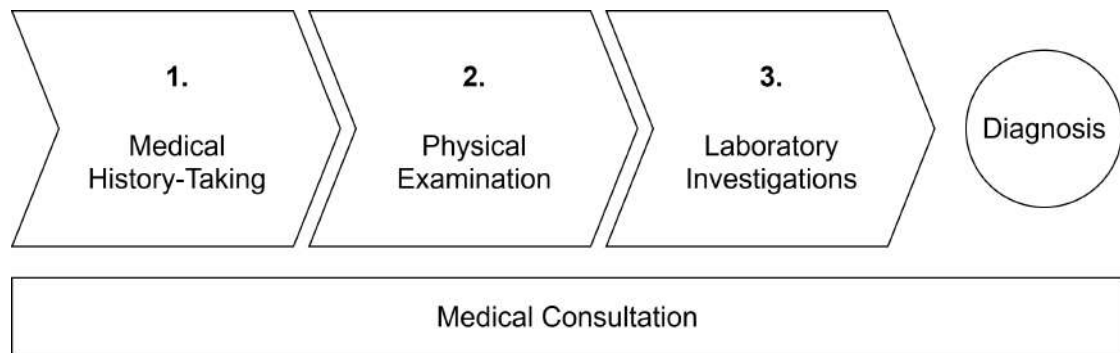 1.
Medical
History-Taking
2.
Physical
Examination
3.
Laboratory
Investigations
Diagnosis
Medical Consultation